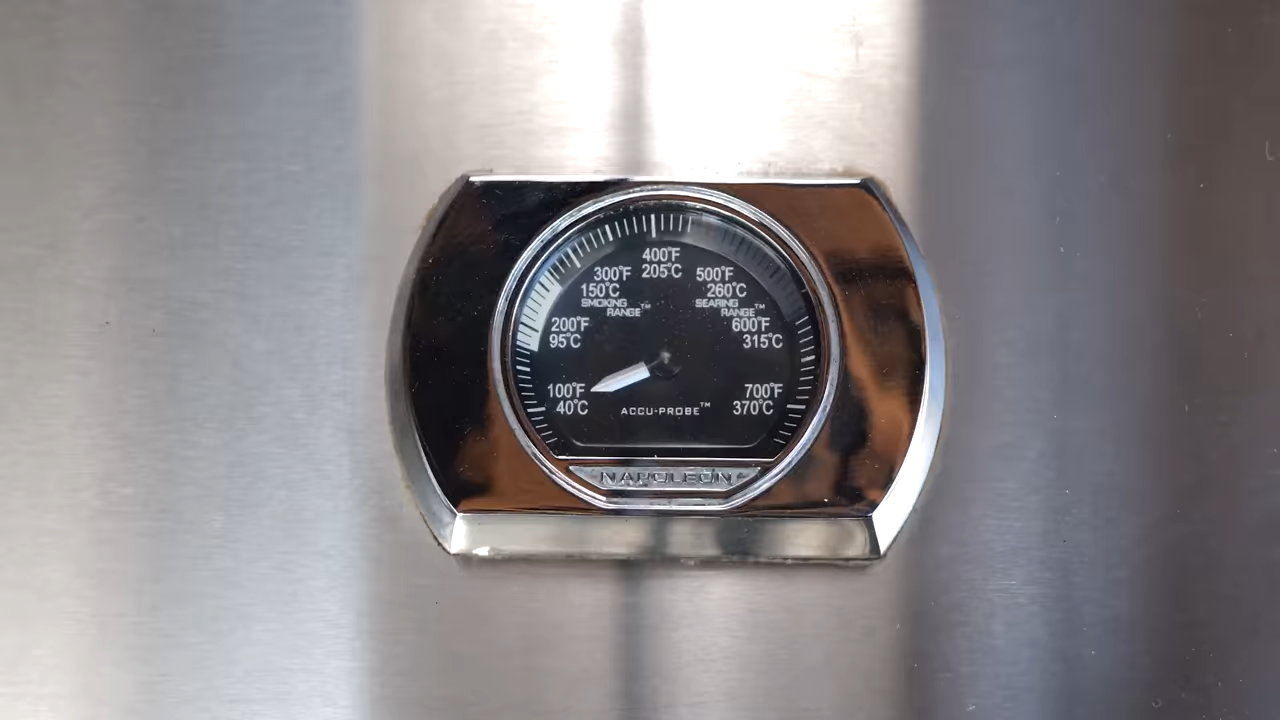 400°F
205°C
300°F
150°C
SMOKING
RANGE™
500°F
260°C
SEARING
RANGE™
200°F
95°C
600°F
315°C
100°F
40°C
700°F
370°C
ACCU-PROBE™
NAPOLEON